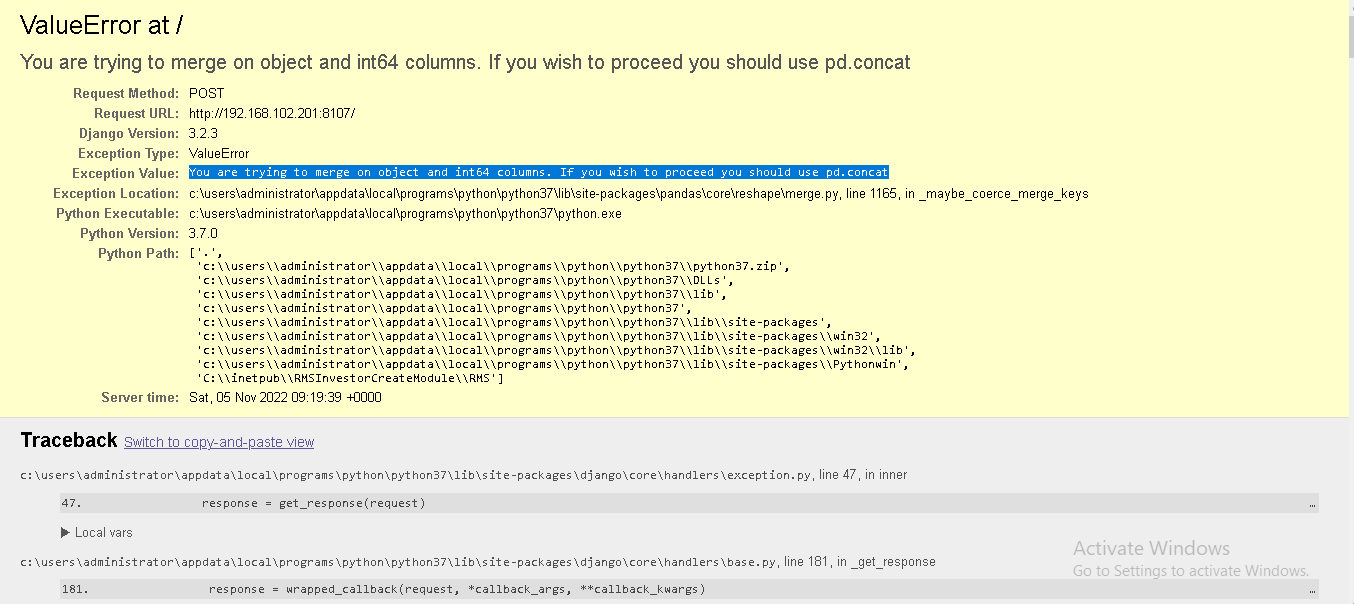 ValueError at /
You are trying to merge on object and int64 columns. If you wish to proceed you should use pd.concat
Request Method: POST
Request URL: http://192.168.102.201:8107/
Django Version: 3.2.3
Exception Type: ValueError
Exception Value: You are trying to merge on object and int64 columns. If you wish to proceed you should use pd.concat
Exception Location: c:\users\administrator\appdata\local\programs\python\python37\lib\site-packages\pandas\core\reshape\merge.py, line 1165, in _maybe_coerce_merge_keys
Python Executable: c:\users\administrator\appdata\local\programs\python\python37\python.exe
Python Version: 3.7.0
Python Path: ['.',
'c:\\users\\administrator\\appdata\\local\\programs\\python\\python37\\python37.zip',
'c:\\users\\administrator\\appdata\\local\\programs\\python\\python37\\DLLs',
'c:\\users\\administrator\\appdata\\local\\programs\\python\\python37\\lib',
'c:\\users\\administrator\\appdata\\local\\programs\\python\\python37',
'c:\\users\\administrator\\appdata\\local\\programs\\python\\python37\\lib\\site-packages',
'c:\\users\\administrator\\appdata\\local\\programs\\python\\python37\\lib\\site-packages\\win32',
'c:\\users\\administrator\\appdata\\local\\programs\\python\\python37\\lib\\site-packages\\win32\\lib',
'c:\\users\\administrator\\appdata\\local\\programs\\python\\python37\\lib\\site-packages\\Pythonwin',
'C:\\inetpub\\RMSInvestorCreateModule\\RMS']
Server time: Sat, 05 Nov 2022 09:19:39 +0000
Traceback Switch to copy-and-paste view
c:\users\administrator\appdata\local\programs\python\python37\lib\site-packages\django\core\handlers\exception.py, line 47, in inner
47. response = get_response(request) …
▶ Local vars
c:\users\administrator\appdata\local\programs\python\python37\lib\site-packages\django\core\handlers\base.py, line 181, in _get_response
181. response = wrapped_callback(request, *callback_args, **callback_kwargs) …
Activate Windows
Go to Settings to activate Windows.